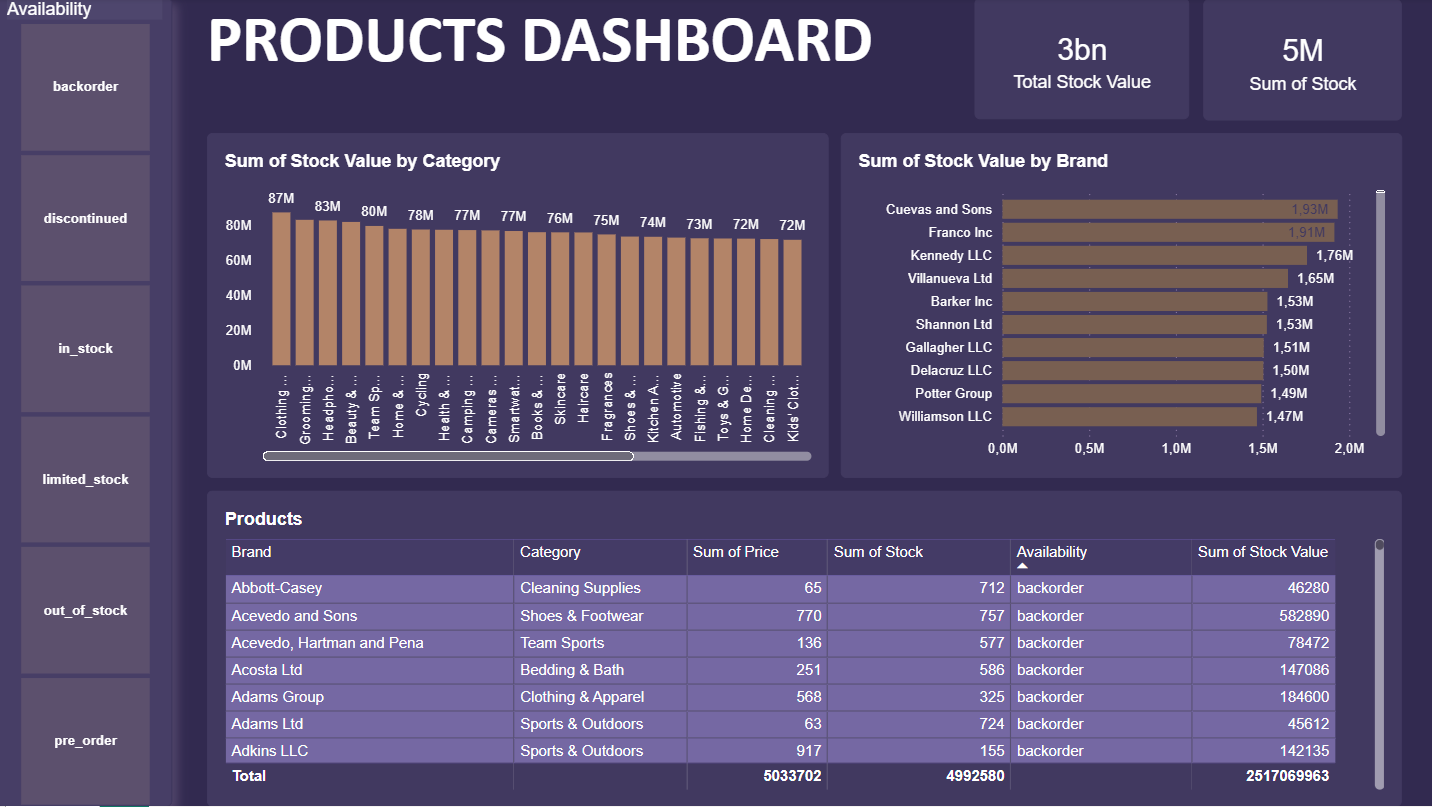 Availability
backorder
discontinued
in_stock
limited_stock
out_of_stock
pre_order
PRODUCTS DASHBOARD
3bn
Total Stock Value
5M
Sum of Stock
Sum of Stock Value by Category
87M 83M 80M 78M 77M 77M 76M 75M 74M 73M 72M 72M
80M
60M
40M
20M
0M
Clothing ...
Grooming...
Headpho...
Beauty & ...
Team Sp...
Home & ...
Cycling
Health & ...
Camping ...
Cameras ...
Smartwat...
Books & ...
Skincare
Haircare
Fragrances
Shoes & ...
Kitchen A...
Automotive
Fishing &...
Toys & G...
Home De...
Cleaning ...
Kids' Clot...
Sum of Stock Value by Brand
Cuevas and Sons 1,93M
Franco Inc 1,91M
Kennedy LLC 1,76M
Villanueva Ltd 1,65M
Barker Inc 1,53M
Shannon Ltd 1,53M
Gallagher LLC 1,51M
Delacruz LLC 1,50M
Potter Group 1,49M
Williamson LLC 1,47M
0,0M 0,5M 1,0M 1,5M 2,0M
Products
Brand Category Sum of Price Sum of Stock Availability Sum of Stock Value
Abbott-Casey Cleaning Supplies 65 712 backorder 46280
Acevedo and Sons Shoes & Footwear 770 757 backorder 582890
Acevedo, Hartman and Pena Team Sports 136 577 backorder 78472
Acosta Ltd Bedding & Bath 251 586 backorder 147086
Adams Group Clothing & Apparel 568 325 backorder 184600
Adams Ltd Sports & Outdoors 63 724 backorder 45612
Adkins LLC Sports & Outdoors 917 155 backorder 142135
Total 5033702 4992580 2517069963